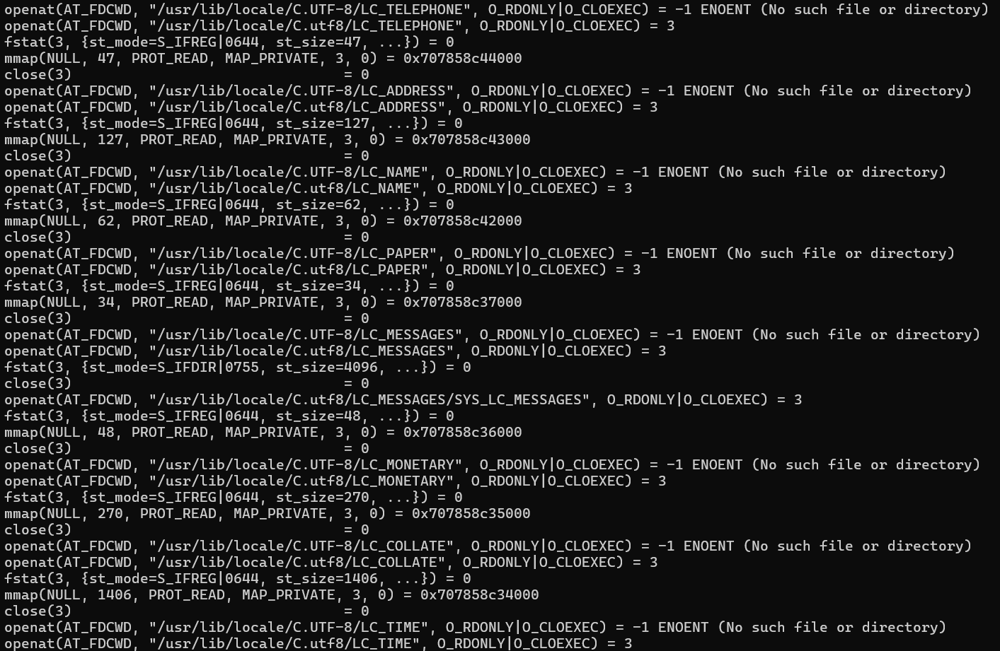 openat(AT_FDCWD, "/usr/lib/locale/C.UTF-8/LC_TELEPHONE", O_RDONLY|O_CLOEXEC) = -1 ENOENT (No such file or directory)
openat(AT_FDCWD, "/usr/lib/locale/C.utf8/LC_TELEPHONE", O_RDONLY|O_CLOEXEC) = 3
fstat(3, {st_mode=S_IFREG|0644, st_size=47, ...}) = 0
mmap(NULL, 47, PROT_READ, MAP_PRIVATE, 3, 0) = 0x707858c44000
close(3)                                = 0
openat(AT_FDCWD, "/usr/lib/locale/C.UTF-8/LC_ADDRESS", O_RDONLY|O_CLOEXEC) = -1 ENOENT (No such file or directory)
openat(AT_FDCWD, "/usr/lib/locale/C.utf8/LC_ADDRESS", O_RDONLY|O_CLOEXEC) = 3
fstat(3, {st_mode=S_IFREG|0644, st_size=127, ...}) = 0
mmap(NULL, 127, PROT_READ, MAP_PRIVATE, 3, 0) = 0x707858c43000
close(3)                                = 0
openat(AT_FDCWD, "/usr/lib/locale/C.UTF-8/LC_NAME", O_RDONLY|O_CLOEXEC) = -1 ENOENT (No such file or directory)
openat(AT_FDCWD, "/usr/lib/locale/C.utf8/LC_NAME", O_RDONLY|O_CLOEXEC) = 3
fstat(3, {st_mode=S_IFREG|0644, st_size=62, ...}) = 0
mmap(NULL, 62, PROT_READ, MAP_PRIVATE, 3, 0) = 0x707858c42000
close(3)                                = 0
openat(AT_FDCWD, "/usr/lib/locale/C.UTF-8/LC_PAPER", O_RDONLY|O_CLOEXEC) = -1 ENOENT (No such file or directory)
openat(AT_FDCWD, "/usr/lib/locale/C.utf8/LC_PAPER", O_RDONLY|O_CLOEXEC) = 3
fstat(3, {st_mode=S_IFREG|0644, st_size=34, ...}) = 0
mmap(NULL, 34, PROT_READ, MAP_PRIVATE, 3, 0) = 0x707858c37000
close(3)                                = 0
openat(AT_FDCWD, "/usr/lib/locale/C.UTF-8/LC_MESSAGES", O_RDONLY|O_CLOEXEC) = -1 ENOENT (No such file or directory)
openat(AT_FDCWD, "/usr/lib/locale/C.utf8/LC_MESSAGES", O_RDONLY|O_CLOEXEC) = 3
fstat(3, {st_mode=S_IFDIR|0755, st_size=4096, ...}) = 0
close(3)                                = 0
openat(AT_FDCWD, "/usr/lib/locale/C.utf8/LC_MESSAGES/SYS_LC_MESSAGES", O_RDONLY|O_CLOEXEC) = 3
fstat(3, {st_mode=S_IFREG|0644, st_size=48, ...}) = 0
mmap(NULL, 48, PROT_READ, MAP_PRIVATE, 3, 0) = 0x707858c36000
close(3)                                = 0
openat(AT_FDCWD, "/usr/lib/locale/C.UTF-8/LC_MONETARY", O_RDONLY|O_CLOEXEC) = -1 ENOENT (No such file or directory)
openat(AT_FDCWD, "/usr/lib/locale/C.utf8/LC_MONETARY", O_RDONLY|O_CLOEXEC) = 3
fstat(3, {st_mode=S_IFREG|0644, st_size=270, ...}) = 0
mmap(NULL, 270, PROT_READ, MAP_PRIVATE, 3, 0) = 0x707858c35000
close(3)                                = 0
openat(AT_FDCWD, "/usr/lib/locale/C.UTF-8/LC_COLLATE", O_RDONLY|O_CLOEXEC) = -1 ENOENT (No such file or directory)
openat(AT_FDCWD, "/usr/lib/locale/C.utf8/LC_COLLATE", O_RDONLY|O_CLOEXEC) = 3
fstat(3, {st_mode=S_IFREG|0644, st_size=1406, ...}) = 0
mmap(NULL, 1406, PROT_READ, MAP_PRIVATE, 3, 0) = 0x707858c34000
close(3)                                = 0
openat(AT_FDCWD, "/usr/lib/locale/C.UTF-8/LC_TIME", O_RDONLY|O_CLOEXEC) = -1 ENOENT (No such file or directory)
openat(AT_FDCWD, "/usr/lib/locale/C.utf8/LC_TIME", O_RDONLY|O_CLOEXEC) = 3